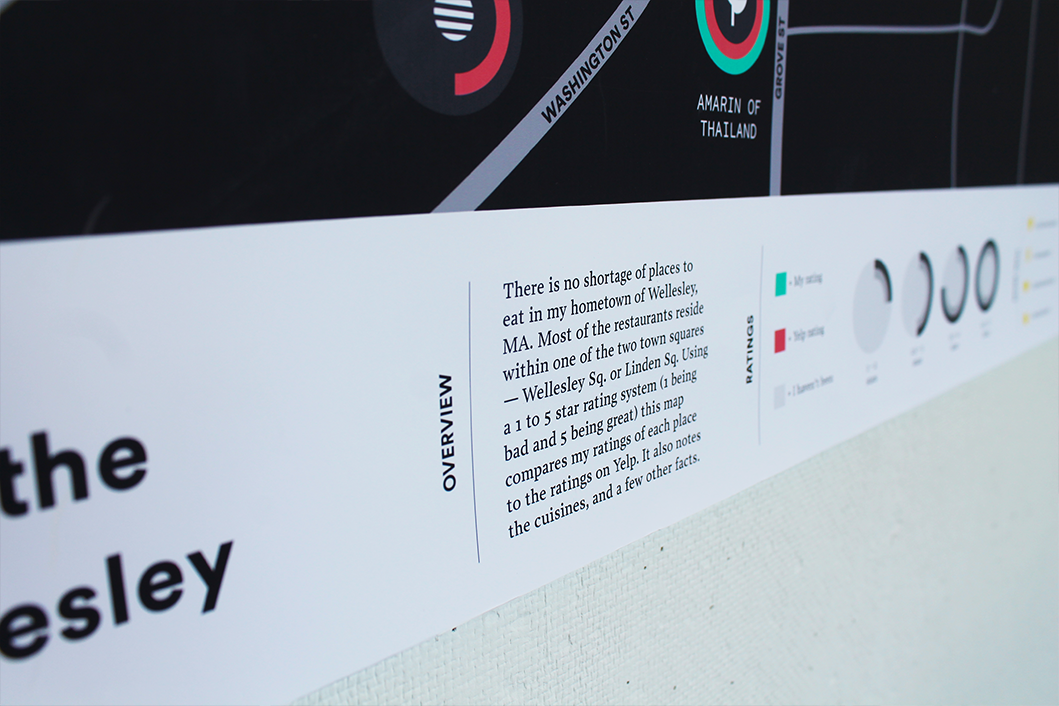 WASHINGTON ST
GROVE ST
AMARIN OF
THAILAND
the
esley
OVERVIEW
There is no shortage of places to
eat in my hometown of Wellesley,
MA. Most of the restaurants reside
within one of the two town squares
— Wellesley Sq. or Linden Sq. Using
a 1 to 5 star rating system (1 being
bad and 5 being great) this map
compares my ratings of each place
to the ratings on Yelp. It also notes
the cuisines, and a few other facts.
RATINGS
= My rating
= Yelp rating
= I haven't been